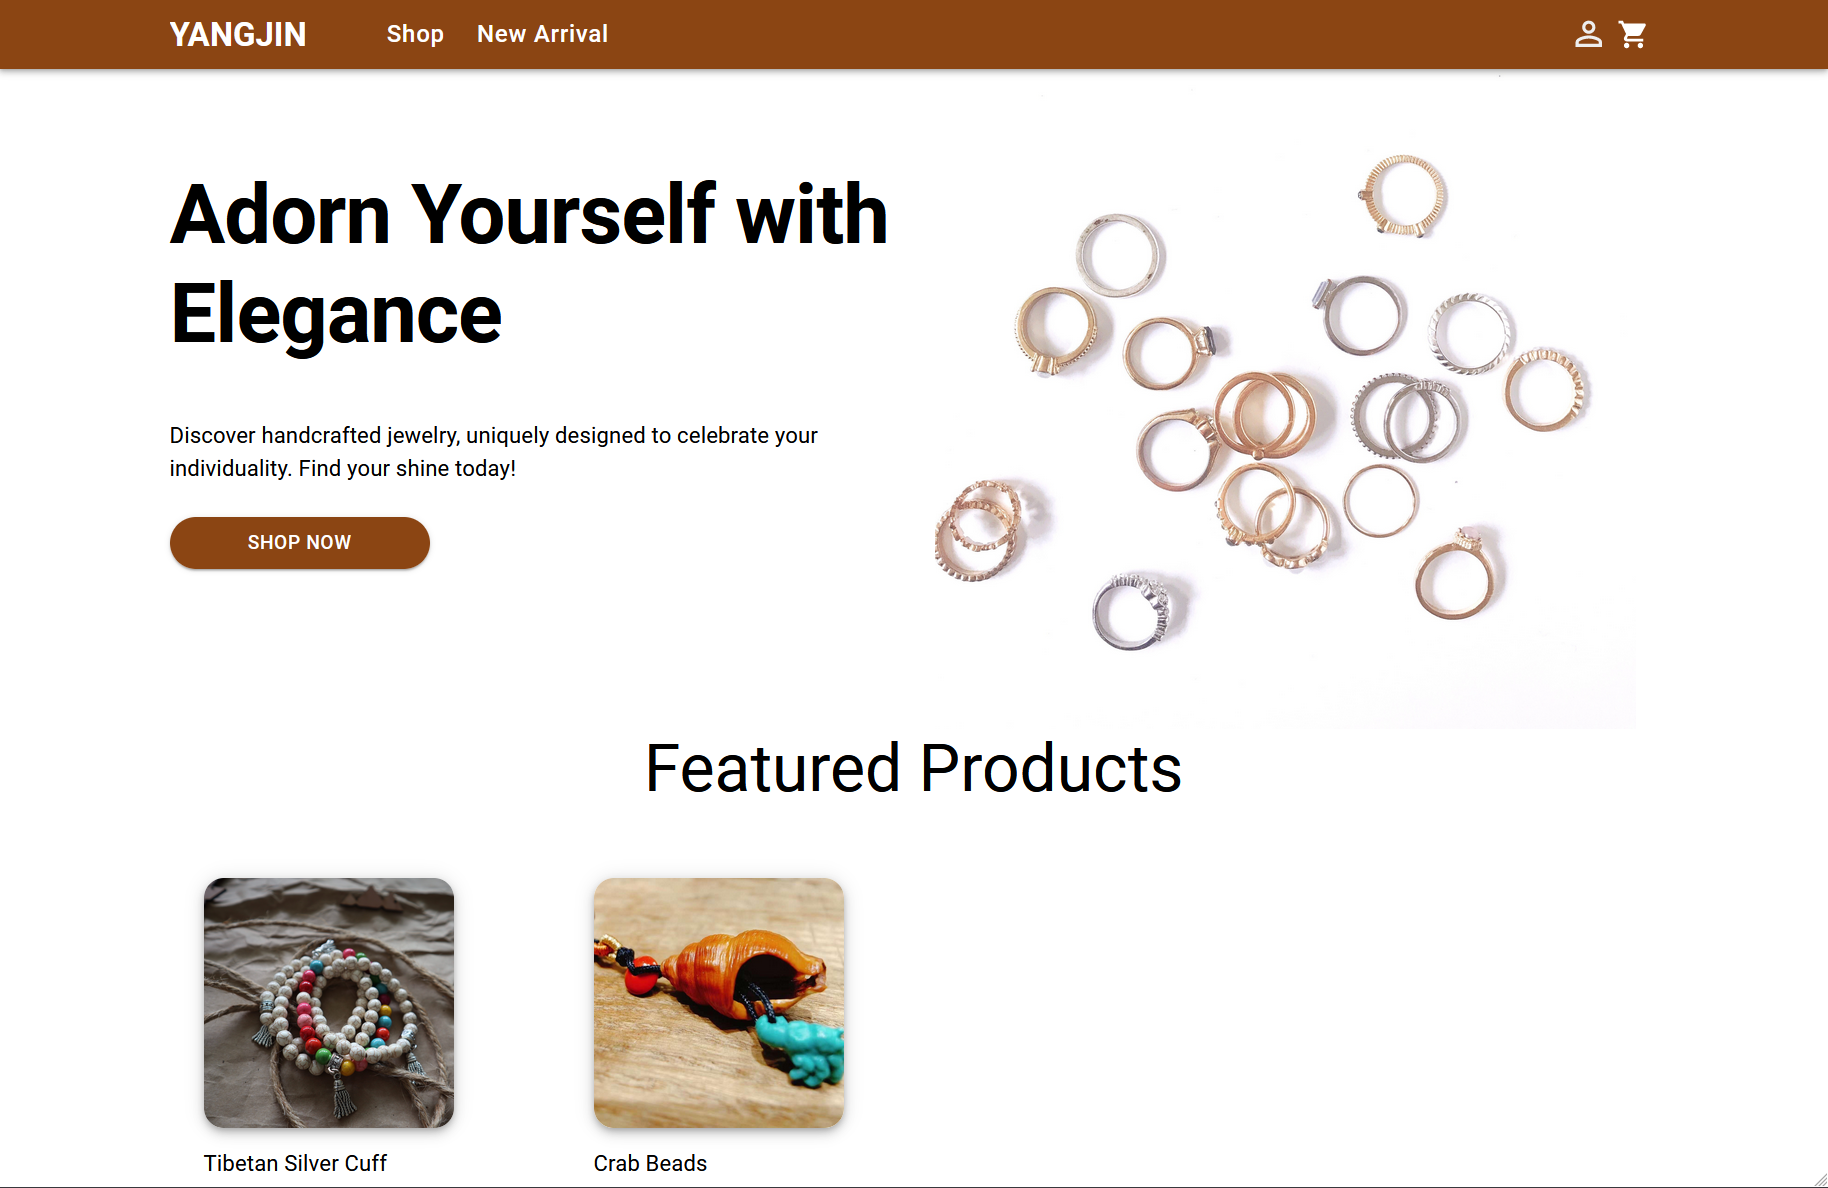 YANGJIN
Shop
New Arrival
Adorn Yourself with
Elegance
Discover handcrafted jewelry, uniquely designed to celebrate your
individuality. Find your shine today!
SHOP NOW
Featured Products
Tibetan Silver Cuff
Crab Beads